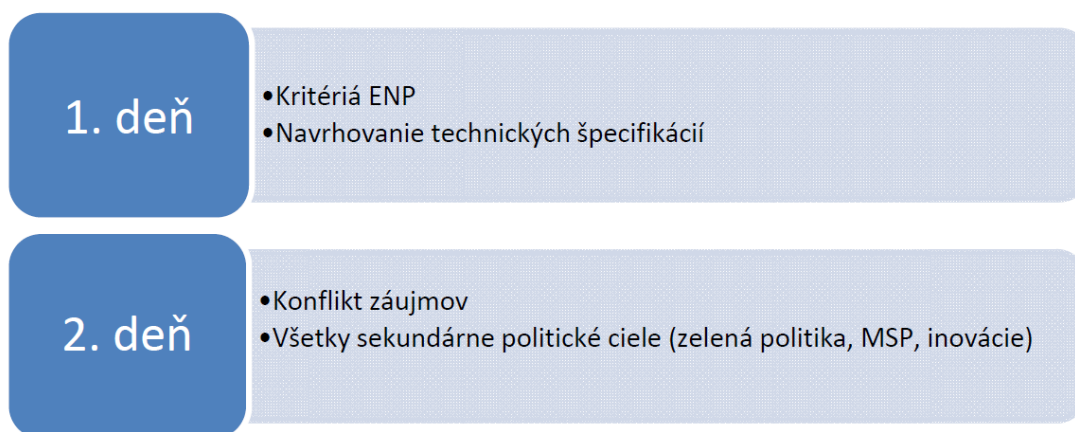 1. deň
•Kritériá ENP
•Navrhovanie technických špecifikácií
2. deň
•Konflikt záujmov
•Všetky sekundárne politické ciele (zelená politika, MSP, inovácie)